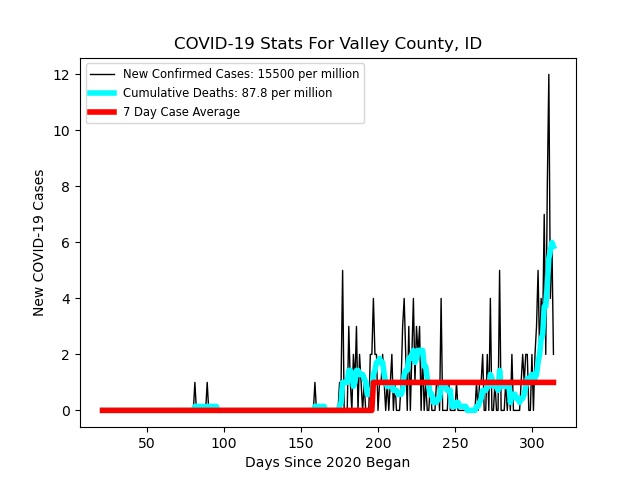 COVID-19 Stats For Valley County, ID
New Confirmed Cases: 15500 per million
Cumulative Deaths: 87.8 per million
7 Day Case Average
New COVID-19 Cases
12
10
8
6
4
2
0
50 100 150 200 250 300
Days Since 2020 Began